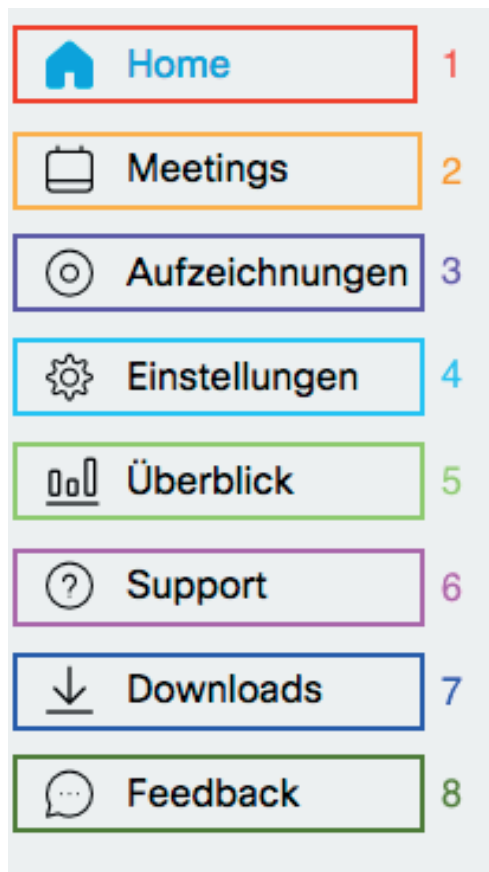 Home 1
Meetings 2
Aufzeichnungen 3
Einstellungen 4
Überblick 5
Support 6
Downloads 7
Feedback 8